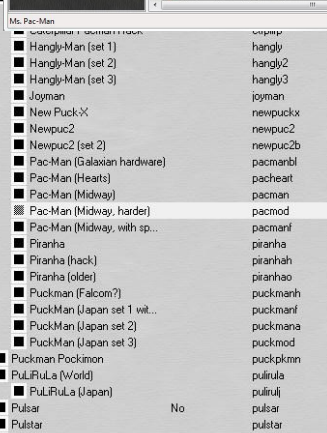 Ms. Pac-Man
Caterpillar Pacman Hack ctrpllrp
Hangly-Man (set 1) hangly
Hangly-Man (set 2) hangly2
Hangly-Man (set 3) hangly3
Joyman joyman
New Puck-X newpuckx
Newpuc2 newpuc2
Newpuc2 (set 2) newpuc2b
Pac-Man (Galaxian hardware) pacmanbl
Pac-Man (Hearts) pacheart
Pac-Man (Midway) pacman
Pac-Man (Midway, harder) pacmod
Pac-Man (Midway, with sp... pacmanf
Piranha piranha
Piranha (hack) piranhah
Piranha (older) piranhao
Puckman (Falcom?) puckmanh
PuckMan (Japan set 1 wit... puckmanf
PuckMan (Japan set 2) puckmana
PuckMan (Japan set 3) puckmod
Puckman Pockimon puckpkmn
PuLiRuLa (World) pulirula
PuLiRuLa (Japan) pulirulj
Pulsar No pulsar
Pulstar pulstar